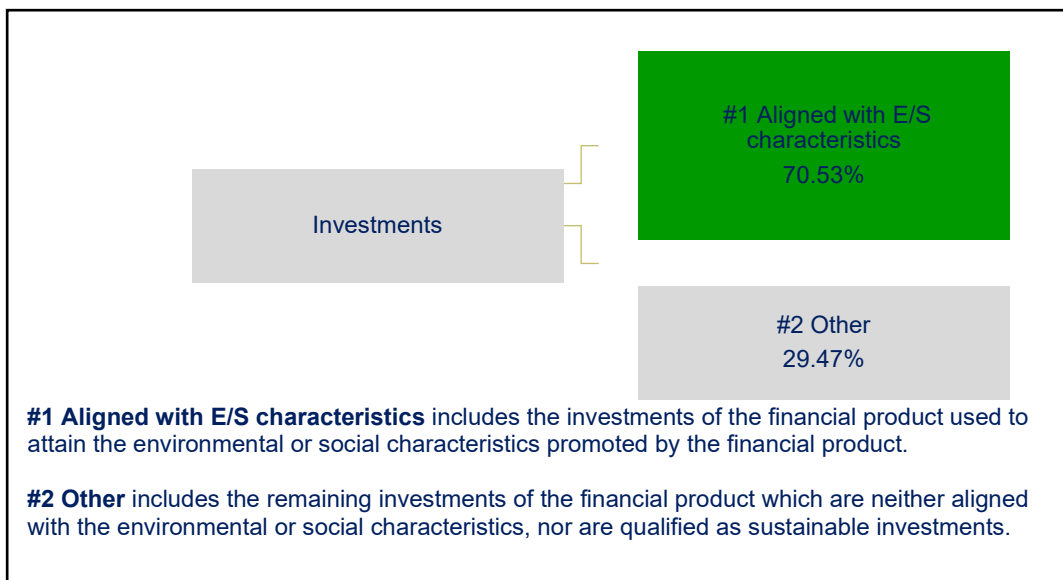 #1 Aligned with E/S
characteristics
70.53%
Investments
#2 Other
29.47%
#1 Aligned with E/S characteristics includes the investments of the financial product used to
attain the environmental or social characteristics promoted by the financial product.
#2 Other includes the remaining investments of the financial product which are neither aligned
with the environmental or social characteristics, nor are qualified as sustainable investments.